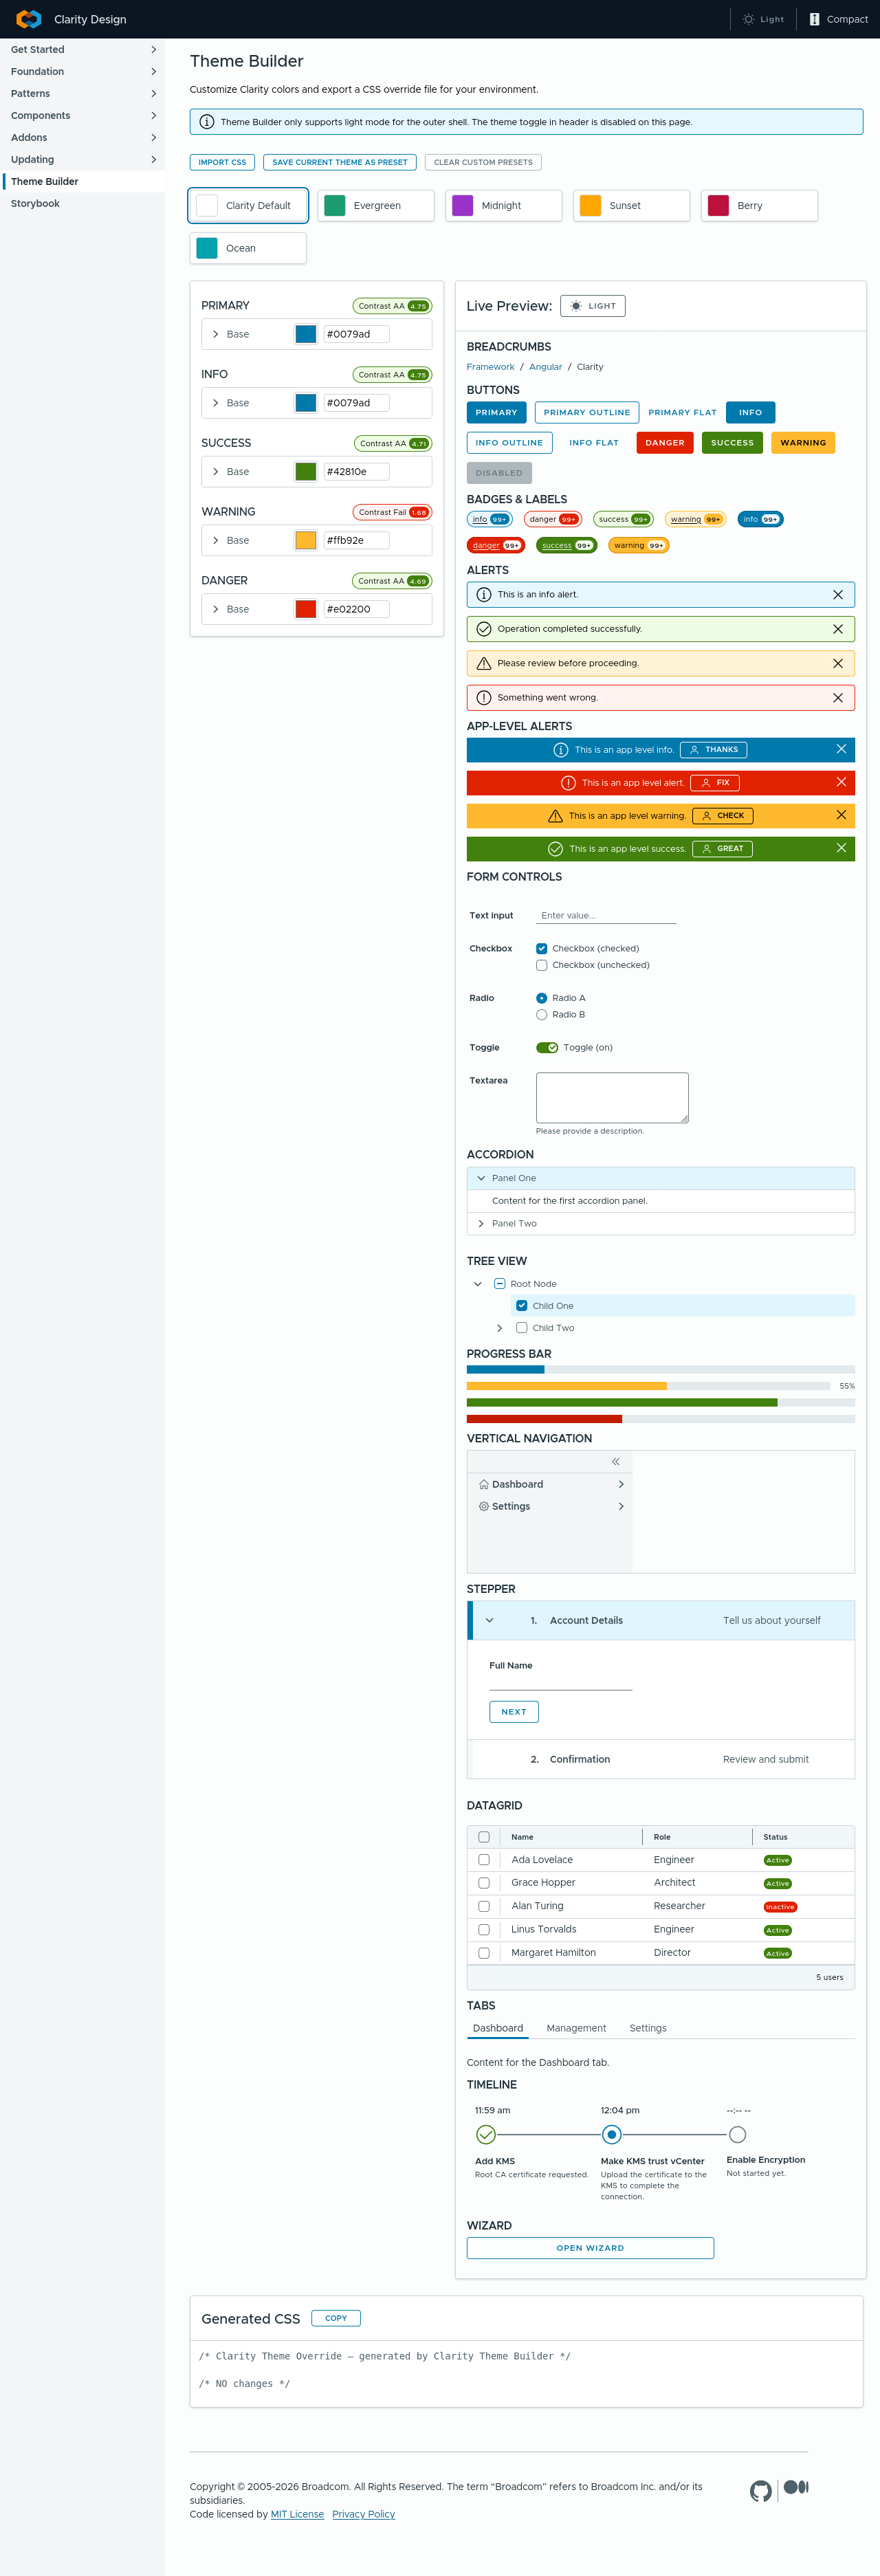 Clarity Design
Light
Compact
Get Started
Foundation
Patterns
Components
Addons
Updating
Theme Builder
Storybook
Theme Builder
Customize Clarity colors and export a CSS override file for your environment.
Theme Builder only supports light mode for the outer shell. The theme toggle in header is disabled on this page.
IMPORT CSS
SAVE CURRENT THEME AS PRESET
CLEAR CUSTOM PRESETS
Clarity Default
Evergreen
Midnight
Sunset
Berry
Ocean
PRIMARY
Contrast AA 4.75
Base
#0079ad
INFO
Contrast AA 4.75
Base
#0079ad
SUCCESS
Contrast AA 4.71
Base
#42810e
WARNING
Contrast Fail 1.68
Base
#ffb92e
DANGER
Contrast AA 4.69
Base
#e02200
Live Preview:
LIGHT
BREADCRUMBS
Framework / Angular / Clarity
BUTTONS
PRIMARY
PRIMARY OUTLINE
PRIMARY FLAT
INFO
INFO OUTLINE
INFO FLAT
DANGER
SUCCESS
WARNING
DISABLED
BADGES & LABELS
info 99+
danger 99+
success 99+
warning 99+
info 99+
danger 99+
success 99+
warning 99+
ALERTS
This is an info alert.
Operation completed successfully.
Please review before proceeding.
Something went wrong.
APP-LEVEL ALERTS
This is an app level info.
THANKS
This is an app level alert.
FIX
This is an app level warning.
CHECK
This is an app level success.
GREAT
FORM CONTROLS
Text input
Enter value...
Checkbox
Checkbox (checked)
Checkbox (unchecked)
Radio
Radio A
Radio B
Toggle
Toggle (on)
Textarea
Please provide a description.
ACCORDION
Panel One
Content for the first accordion panel.
Panel Two
TREE VIEW
Root Node
Child One
Child Two
PROGRESS BAR
55%
VERTICAL NAVIGATION
Dashboard
Settings
STEPPER
1. Account Details
Tell us about yourself
Full Name
NEXT
2. Confirmation
Review and submit
DATAGRID
Name
Role
Status
Ada Lovelace
Engineer
Active
Grace Hopper
Architect
Active
Alan Turing
Researcher
Inactive
Linus Torvalds
Engineer
Active
Margaret Hamilton
Director
Active
5 users
TABS
Dashboard
Management
Settings
Content for the Dashboard tab.
TIMELINE
11:59 am
12:04 pm
--:-- --
Add KMS
Root CA certificate requested.
Make KMS trust vCenter
Upload the certificate to the
KMS to complete the
connection.
Enable Encryption
Not started yet.
WIZARD
OPEN WIZARD
Generated CSS
COPY
/* Clarity Theme Override — generated by Clarity Theme Builder */
/* NO changes */
Copyright © 2005-2026 Broadcom. All Rights Reserved. The term “Broadcom” refers to Broadcom Inc. and/or its
subsidiaries.
Code licensed by MIT License Privacy Policy